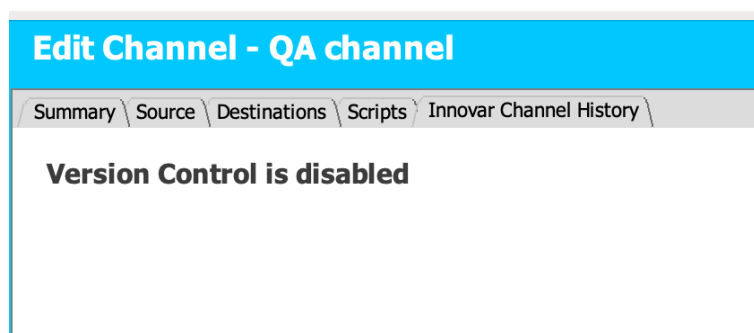 Edit Channel - QA channel
Summary Source Destinations Scripts Innovar Channel History
Version Control is disabled